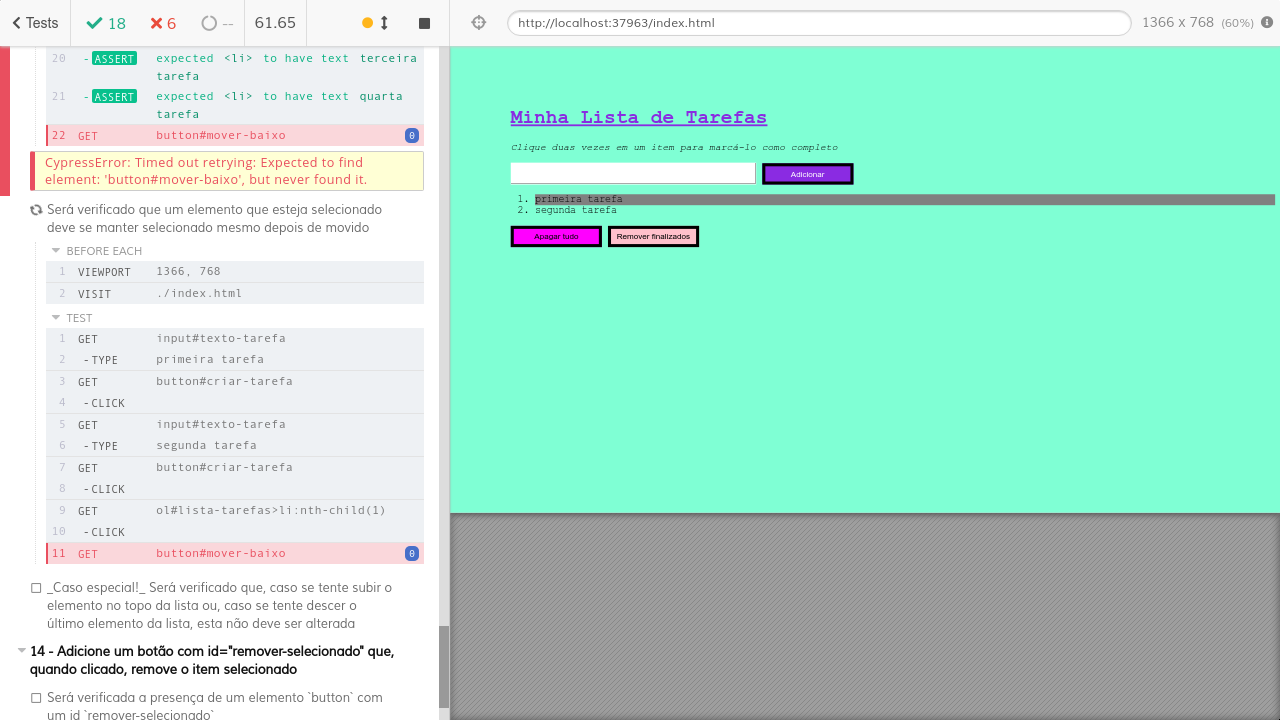 Tests 18 6 -- 61.65 http://localhost:37963/index.html 1366 x 768 (60%)
20 -ASSERT expected <li> to have text terceira
tarefa
21 -ASSERT expected <li> to have text quarta
tarefa
22 GET button#mover-baixo 0
CypressError: Timed out retrying: Expected to find
element: 'button#mover-baixo', but never found it.
Será verificado que um elemento que esteja selecionado
deve se manter selecionado mesmo depois de movido
BEFORE EACH
1 VIEWPORT 1366, 768
2 VISIT ./index.html
TEST
1 GET input#texto-tarefa
2 -TYPE primeira tarefa
3 GET button#criar-tarefa
4 -CLICK
5 GET input#texto-tarefa
6 -TYPE segunda tarefa
7 GET button#criar-tarefa
8 -CLICK
9 GET ol#lista-tarefas>li:nth-child(1)
10 -CLICK
11 GET button#mover-baixo 0
_Caso especial!_ Será verificado que, caso se tente subir o
elemento no topo da lista ou, caso se tente descer o
último elemento da lista, esta não deve ser alterada
14 - Adicione um botão com id="remover-selecionado" que,
quando clicado, remove o item selecionado
Será verificada a presença de um elemento `button` com
um id `remover-selecionado`
Minha Lista de Tarefas
Clique duas vezes em um item para marcá-lo como completo
Adicionar
1. primeira tarefa
2. segunda tarefa
Apagar tudo Remover finalizados